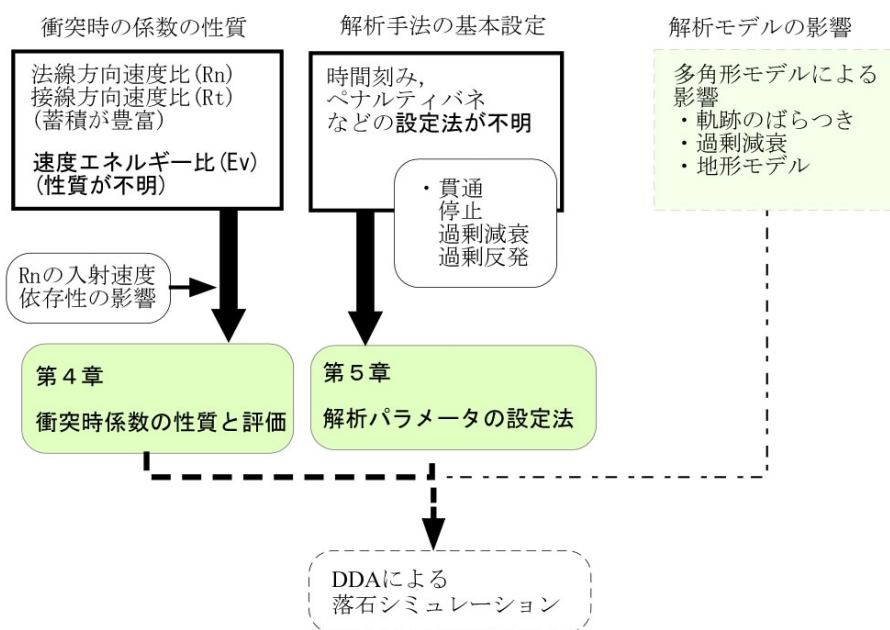 衝突時の係数の性質
法線方向速度比(Rn)
接線方向速度比(Rt)
(蓄積が豊富)
速度エネルギー比(Ev)
(性質が不明)
Rnの入射速度
依存性の影響
第４章
衝突時係数の性質と評価
解析手法の基本設定
時間刻み,
ペナルティバネ
などの設定法が不明
・貫通
停止
過剰減衰
過剰反発
第５章
解析パラメータの設定法
解析モデルの影響
多角形モデルによる
影響
・軌跡のばらつき
・過剰減衰
・地形モデル
DDAによる
落石シミュレーション